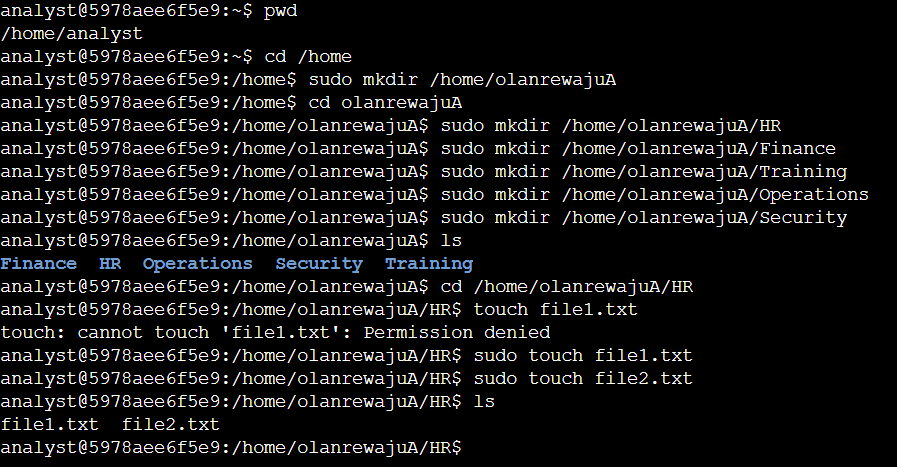 analyst@5978aee6f5e9:~$ pwd
/home/analyst
analyst@5978aee6f5e9:~$ cd /home
analyst@5978aee6f5e9:/home$ sudo mkdir /home/olanrewajuA
analyst@5978aee6f5e9:/home$ cd olanrewajuA
analyst@5978aee6f5e9:/home/olanrewajuA$ sudo mkdir /home/olanrewajuA/HR
analyst@5978aee6f5e9:/home/olanrewajuA$ sudo mkdir /home/olanrewajuA/Finance
analyst@5978aee6f5e9:/home/olanrewajuA$ sudo mkdir /home/olanrewajuA/Training
analyst@5978aee6f5e9:/home/olanrewajuA$ sudo mkdir /home/olanrewajuA/Operations
analyst@5978aee6f5e9:/home/olanrewajuA$ sudo mkdir /home/olanrewajuA/Security
analyst@5978aee6f5e9:/home/olanrewajuA$ ls
Finance  HR  Operations  Security  Training
analyst@5978aee6f5e9:/home/olanrewajuA$ cd /home/olanrewajuA/HR
analyst@5978aee6f5e9:/home/olanrewajuA/HR$ touch file1.txt
touch: cannot touch 'file1.txt': Permission denied
analyst@5978aee6f5e9:/home/olanrewajuA/HR$ sudo touch file1.txt
analyst@5978aee6f5e9:/home/olanrewajuA/HR$ sudo touch file2.txt
analyst@5978aee6f5e9:/home/olanrewajuA/HR$ ls
file1.txt  file2.txt
analyst@5978aee6f5e9:/home/olanrewajuA/HR$